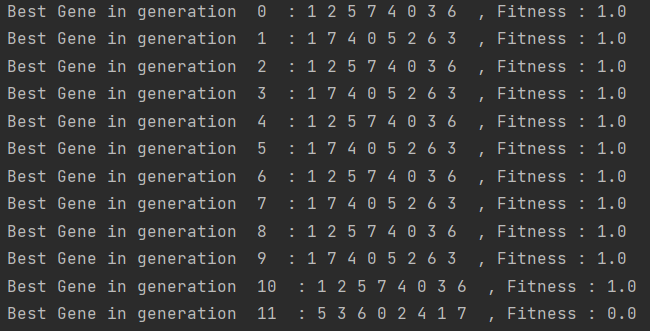 Best Gene in generation  0  : 1 2 5 7 4 0 3 6  , Fitness : 1.0
Best Gene in generation  1  : 1 7 4 0 5 2 6 3  , Fitness : 1.0
Best Gene in generation  2  : 1 2 5 7 4 0 3 6  , Fitness : 1.0
Best Gene in generation  3  : 1 7 4 0 5 2 6 3  , Fitness : 1.0
Best Gene in generation  4  : 1 2 5 7 4 0 3 6  , Fitness : 1.0
Best Gene in generation  5  : 1 7 4 0 5 2 6 3  , Fitness : 1.0
Best Gene in generation  6  : 1 2 5 7 4 0 3 6  , Fitness : 1.0
Best Gene in generation  7  : 1 7 4 0 5 2 6 3  , Fitness : 1.0
Best Gene in generation  8  : 1 2 5 7 4 0 3 6  , Fitness : 1.0
Best Gene in generation  9  : 1 7 4 0 5 2 6 3  , Fitness : 1.0
Best Gene in generation  10  : 1 2 5 7 4 0 3 6  , Fitness : 1.0
Best Gene in generation  11  : 5 3 6 0 2 4 1 7  , Fitness : 0.0